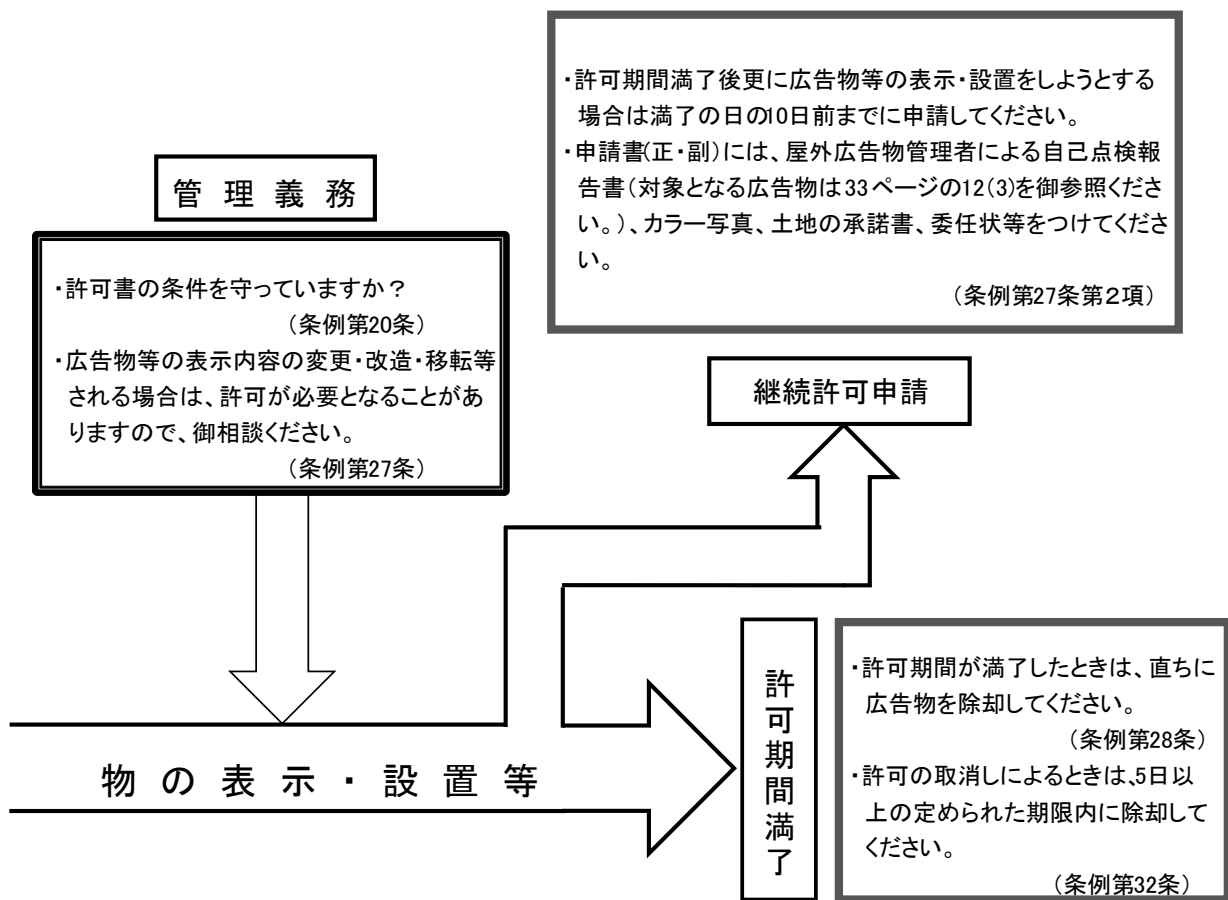 ・許可期間満了後更に広告物等の表示・設置をしようとする
場合は満了の日の10日前までに申請してください。
・申請書(正・副)には、屋外広告物管理者による自己点検報
告書(対象となる広告物は33ページの12(3)を御参照くださ
い。)、カラー写真、土地の承諾書、委任状等をつけてくださ
い。
(条例第27条第2項)
管理義務
・許可書の条件を守っていますか?
(条例第20条)
・広告物等の表示内容の変更・改造・移転等
される場合は、許可が必要となることがあ
りますので、御相談ください。
(条例第27条)
継続許可申請
物の表示・設置等
許可期間満了
・許可期間が満了したときは、直ちに
広告物を除却してください。
(条例第28条)
・許可の取消しによるときは、5日以
上の定められた期限内に除却して
ください。
(条例第32条)